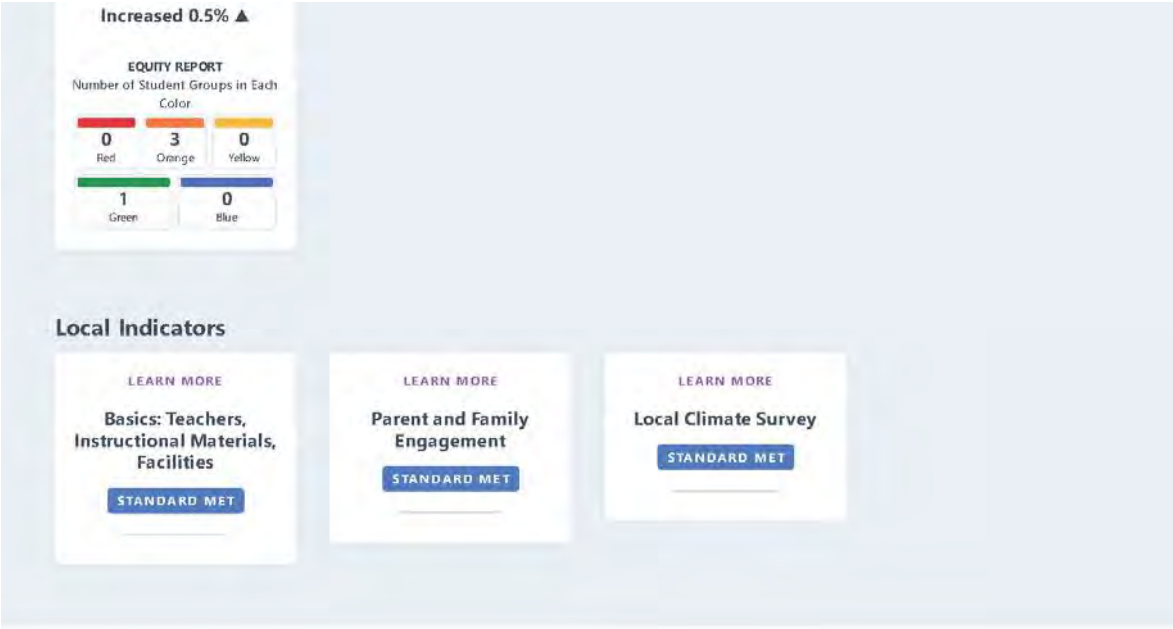 Increased 0.5% ▲
EQUITY REPORT
Number of Student Groups in Each
Color
0
Red
3
Orange
0
Yellow
1
Green
0
Blue
Local Indicators
LEARN MORE
Basics: Teachers,
Instructional Materials,
Facilities
STANDARD MET
LEARN MORE
Parent and Family
Engagement
STANDARD MET
LEARN MORE
Local Climate Survey
STANDARD MET